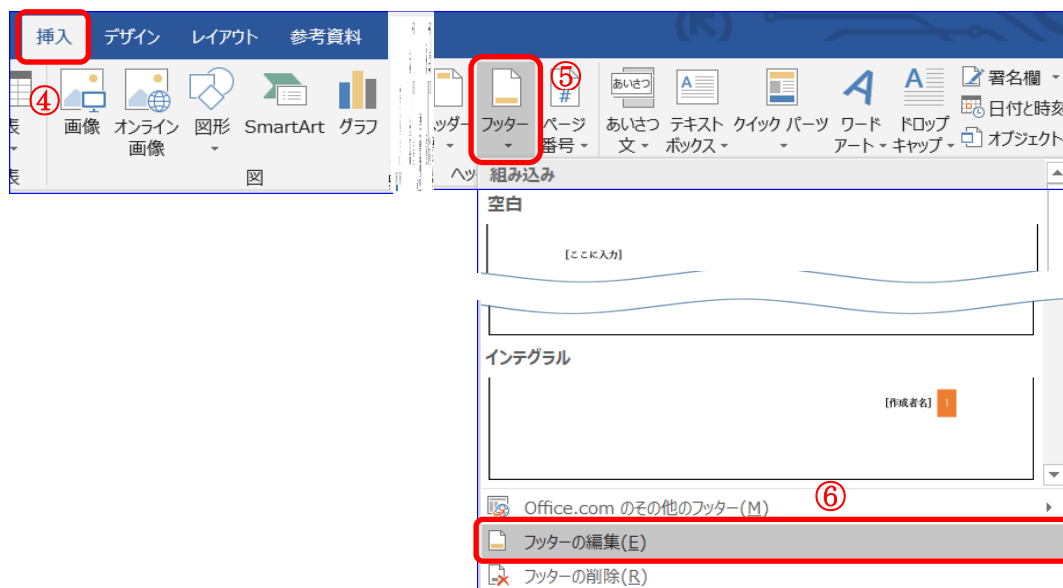 挿入 デザイン レイアウト 参考資料
④ ⑤
画像 オンライン画像 図形 SmartArt グラフ
図
フッター ページ番号 あいさつ文 テキストボックス クイック パーツ ワードアート ドロップキャップ
署名欄
日付と時刻
オブジェクト
組み込み
空白
[ここに入力]
インテグラル
[作成者名] 1
⑥
Office.com のその他のフッター(M)
フッターの編集(E)
フッターの削除(R)